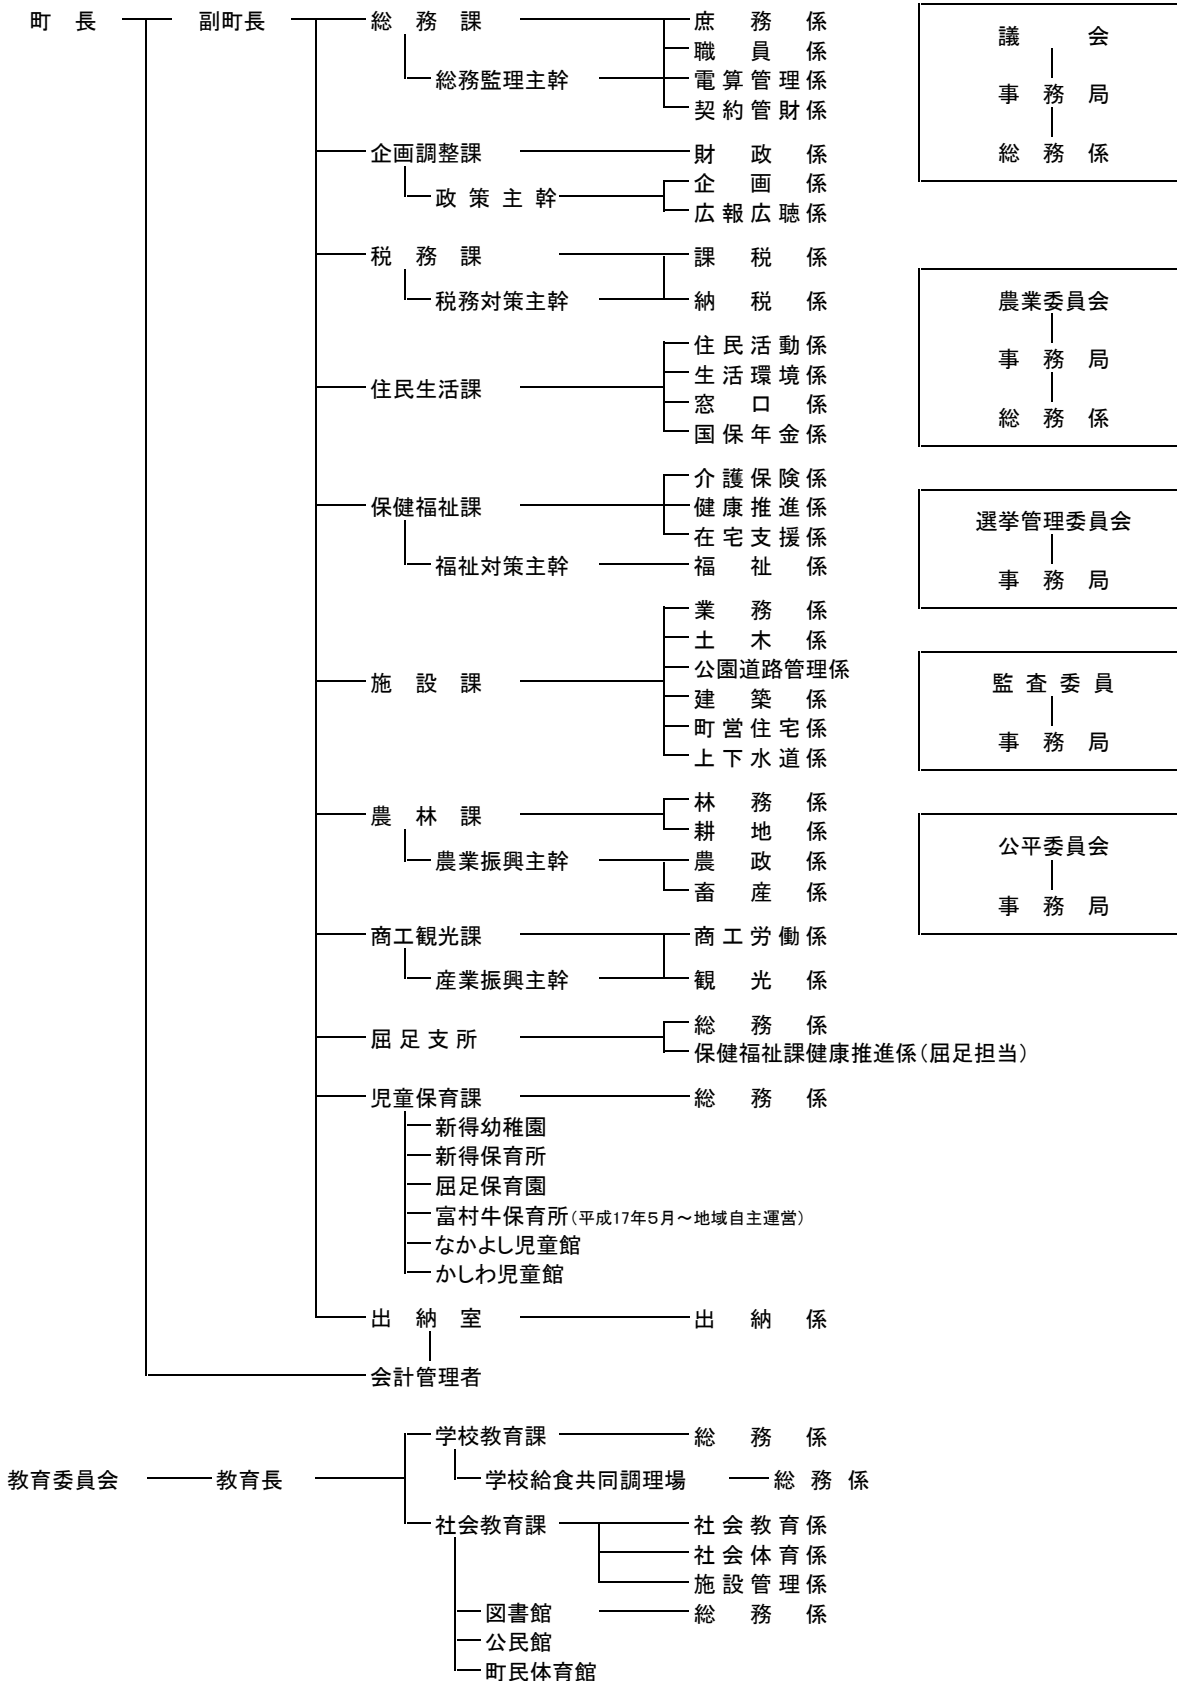 町長 副町長 総務課 庶務係
職員係
総務監理主幹 電算管理係
契約管財係
企画調整課 財政係
企画係
政策主幹
広報広聴係
税務課 課税係
税務対策主幹 納税係
住民活動係
生活環境係
住民生活課
窓口係
国保年金係
介護保険係
保健福祉課 健康推進係
在宅支援係
福祉対策主幹 福祉係
業務係
土木係
公園道路管理係
施設課
建築係
町営住宅係
上下水道係
林務係
農林課
耕地係
農業振興主幹 農政係
畜産係
商工観光課 商工労働係
産業振興主幹 観光係
総務係
屈足支所
保健福祉課健康推進係(屈足担当)
児童保育課 総務係
新得幼稚園
新得保育所
屈足保育園
富村牛保育所(平成17年5月~地域自主運営)
なかよし児童館
かしわ児童館
出納室 出納係
会計管理者
議会
事務局
総務係
農業委員会
事務局
総務係
選挙管理委員会
事務局
監査委員
事務局
公平委員会
事務局
学校教育課 総務係
教育委員会 教育長 学校給食共同調理場 総務係
社会教育課 社会教育係
社会体育係
施設管理係
図書館 総務係
公民館
町民体育館